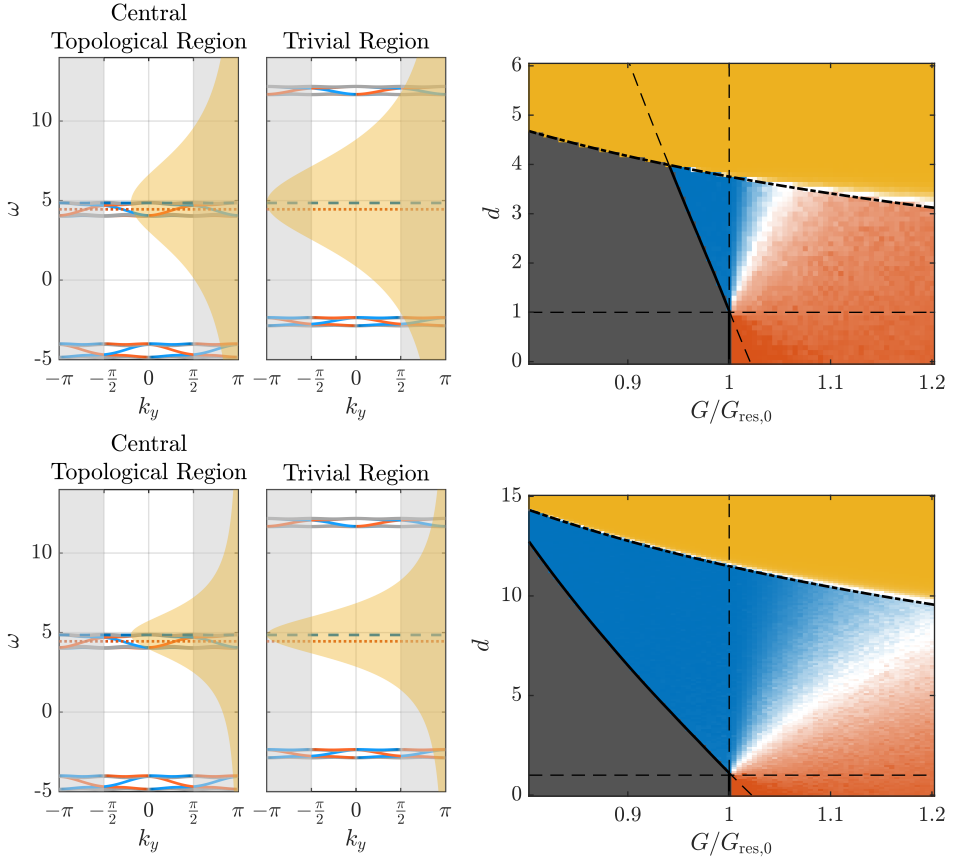 Central
Topological Region
Trivial Region
ω
10
5
0
-5
−π
−π/2
0
π/2
π
k_y
−π
−π/2
0
π/2
π
k_y
d
6
5
4
3
2
1
0
0.9
1
1.1
1.2
G/G_res,0
Central
Topological Region
Trivial Region
ω
10
5
0
-5
−π
−π/2
0
π/2
π
k_y
−π
−π/2
0
π/2
π
k_y
d
15
10
5
0
0.9
1
1.1
1.2
G/G_res,0